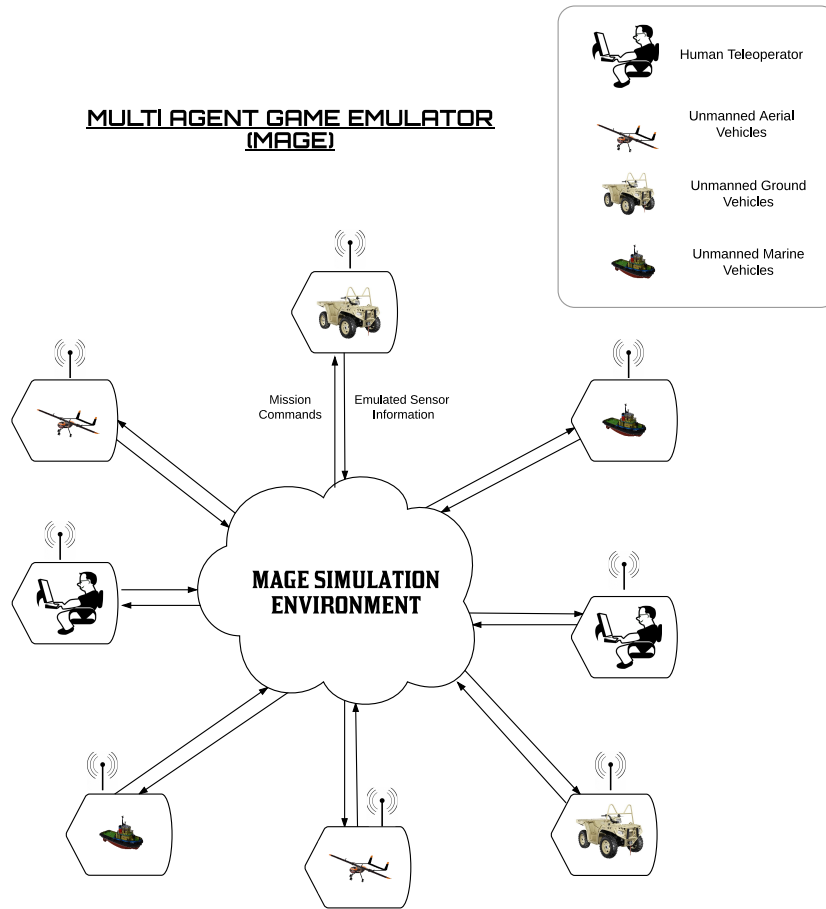 Human Teleoperator
MULTI AGENT GAME EMULATOR
(MAGE)
Unmanned Aerial
Vehicles
Unmanned Ground
Vehicles
Unmanned Marine
Vehicles
Mission
Commands
Emulated Sensor
Information
MAGE SIMULATION
ENVIRONMENT